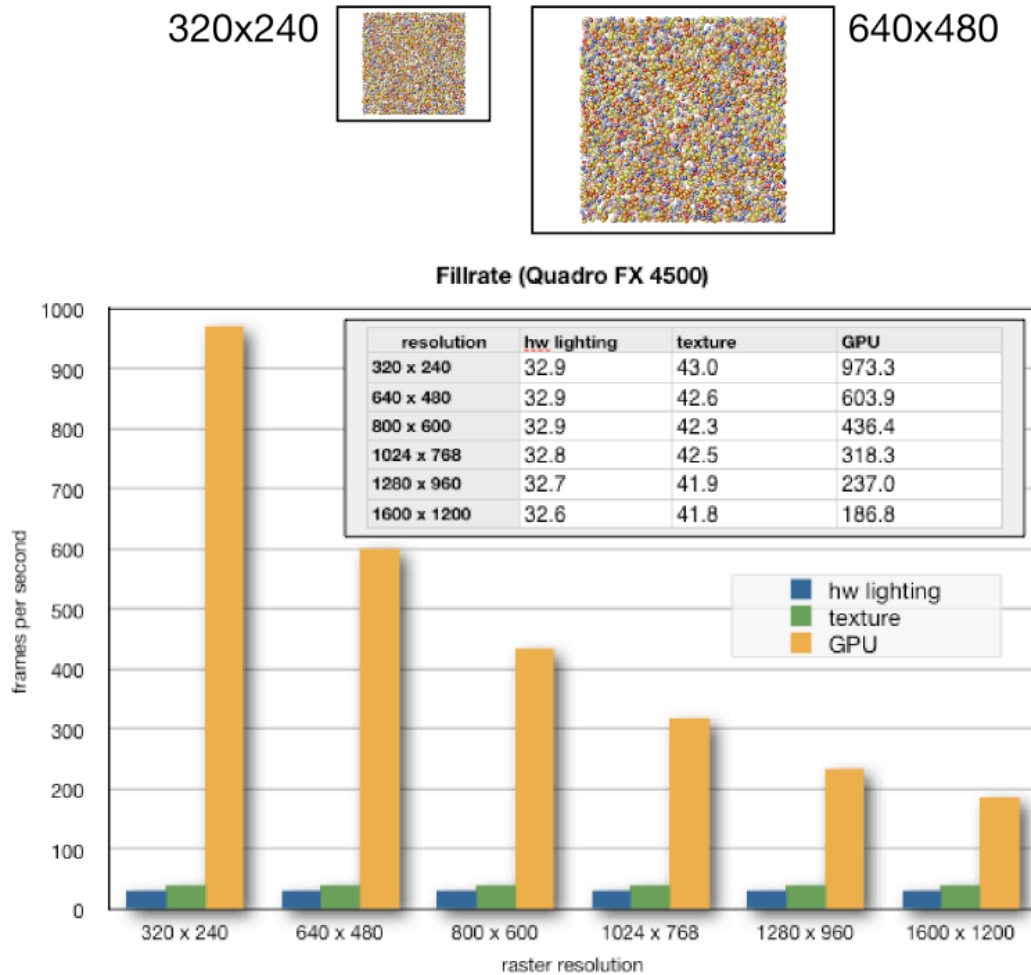 320x240
640x480
Fillrate (Quadro FX 4500)
resolution hw lighting texture GPU
320 x 240 32.9 43.0 973.3
640 x 480 32.9 42.6 603.9
800 x 600 32.9 42.3 436.4
1024 x 768 32.8 42.5 318.3
1280 x 960 32.7 41.9 237.0
1600 x 1200 32.6 41.8 186.8
hw lighting
texture
GPU
frames per second
1000
900
800
700
600
500
400
300
200
100
0
320 x 240 640 x 480 800 x 600 1024 x 768 1280 x 960 1600 x 1200
raster resolution